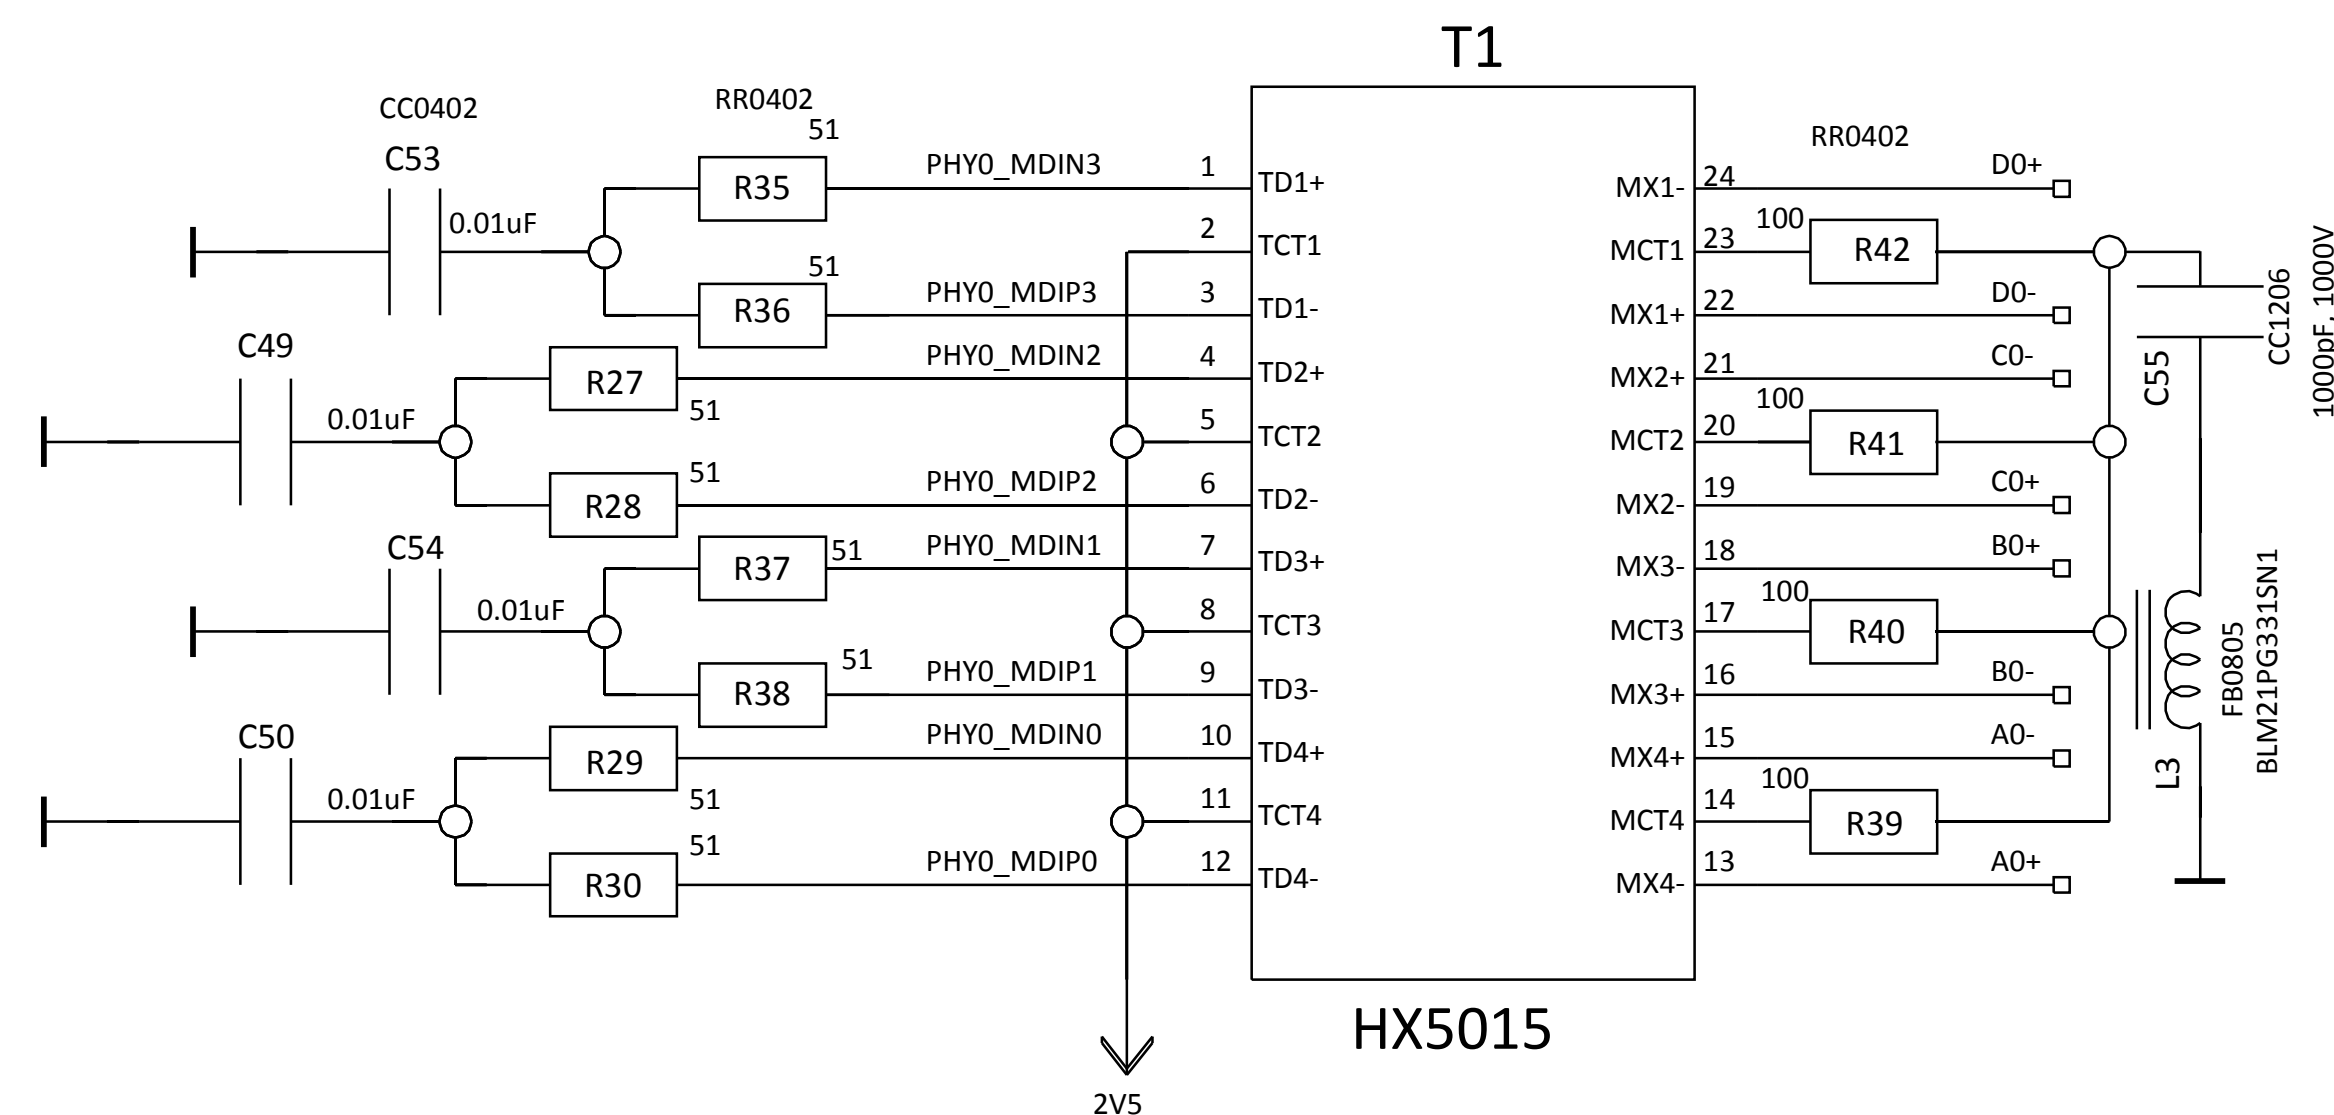 T1
CC0402
RR0402
51
C53
PHY0_MDIN3
1
TD1+
MX1-
24
RR0402
D0+
R35
0.01uF
2
TCT1
MCT1
23
100
R42
51
R36
PHY0_MDIP3
3
TD1-
MX1+
22
D0-
C49
R27
PHY0_MDIN2
4
TD2+
MX2+
21
C0-
0.01uF
51
5
TCT2
MCT2
20
100
R41
51
R28
PHY0_MDIP2
6
TD2-
MX2-
19
C0+
C54
R37
51
PHY0_MDIN1
7
TD3+
MX3-
18
B0+
0.01uF
8
TCT3
MCT3
17
100
R40
R38
51
PHY0_MDIP1
9
TD3-
MX3+
16
B0-
C50
R29
PHY0_MDIN0
10
TD4+
MX4+
15
A0-
0.01uF
51
11
TCT4
MCT4
14
100
R39
51
R30
PHY0_MDIP0
12
TD4-
MX4-
13
A0+
C55
CC1206
1000pF, 1000V
L3
FB0805
BLM21PG331SN1
HX5015
2V5